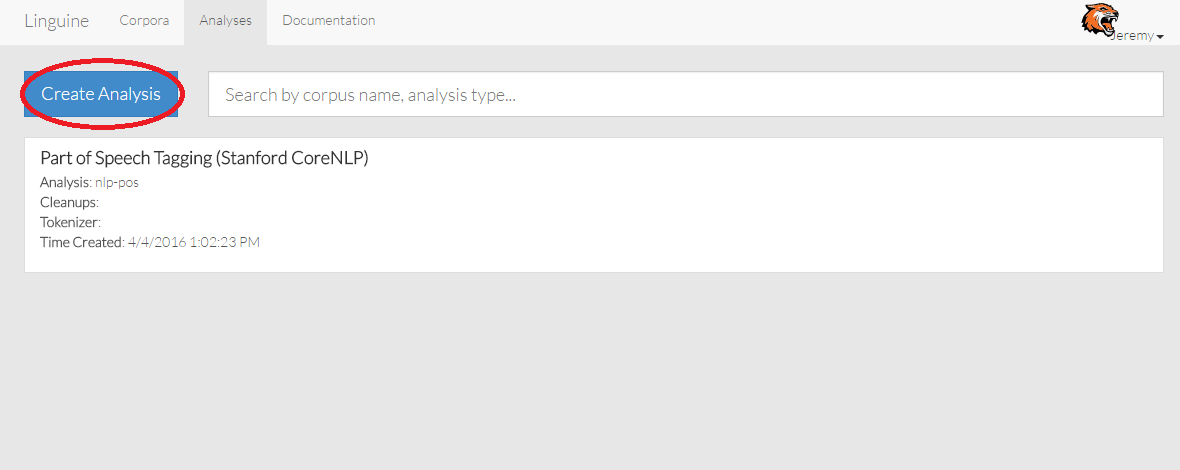 Linguine Corpora Analyses Documentation Jeremy
Create Analysis Search by corpus name, analysis type...
Part of Speech Tagging (Stanford CoreNLP)
Analysis: nlp-pos
Cleanups:
Tokenizer:
Time Created: 4/4/2016 1:02:23 PM